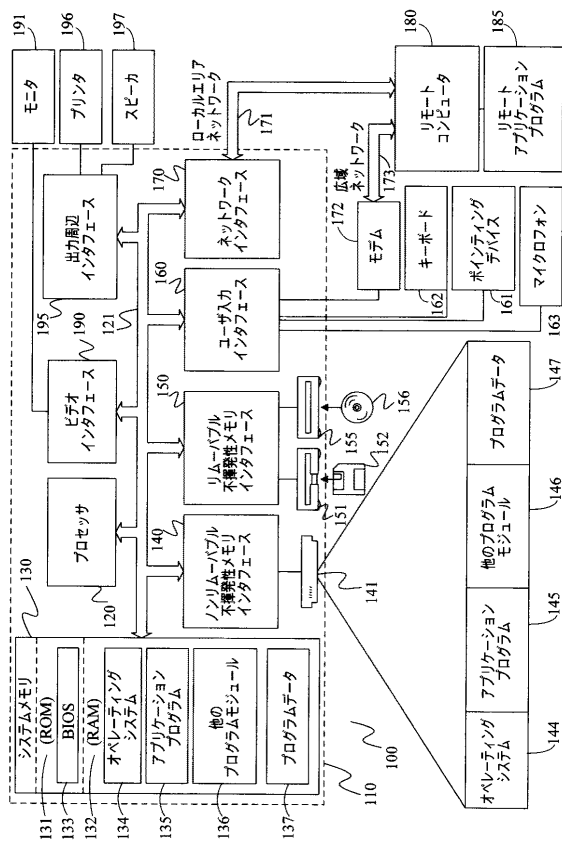 システムメモリ
130
131
(ROM)
133
BIOS
132
(RAM)
134
オペレーティング
システム
135
アプリケーション
プログラム
136
他の
プログラムモジュール
137
プログラムデータ
110
100
プロセッサ
120
ビデオ
インタフェース
190
121
出力周辺
インタフェース
195
モニタ
191
プリンタ
196
スピーカ
197
140
ノンリムーバブル
不揮発性メモリ
インタフェース
150
リムーバブル
不揮発性メモリ
インタフェース
160
ユーザ入力
インタフェース
170
ネットワーク
インタフェース
ローカルエリア
ネットワーク
171
141
151
152
155
156
172
モデム
広域
ネットワーク
173
キーボード
162
ポインティング
デバイス
161
マイクロフォン
163
リモート
コンピュータ
180
リモート
アプリケーション
プログラム
185
オペレーティング
システム
144
アプリケーション
プログラム
145
他のプログラム
モジュール
146
プログラムデータ
147